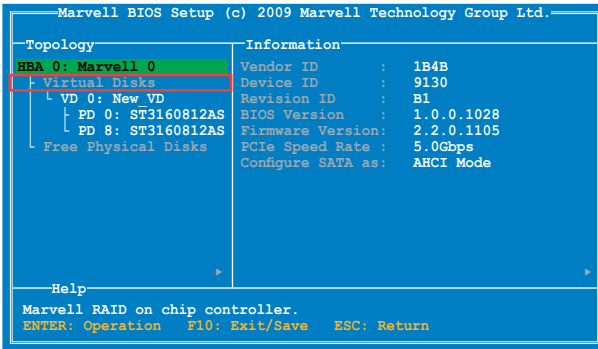 Marvell BIOS Setup (c) 2009 Marvell Technology Group Ltd.
Topology
HBA 0: Marvell 0
Virtual Disks
VD 0: New_VD
PD 0: ST3160812AS
PD 8: ST3160812AS
Free Physical Disks
Information
Vendor ID : 1B4B
Device ID : 9130
Revision ID : B1
BIOS Version : 1.0.0.1028
Firmware Version: 2.2.0.1105
PCIe Speed Rate : 5.0Gbps
Configure SATA as: AHCI Mode
Help
Marvell RAID on chip controller.
ENTER: Operation F10: Exit/Save ESC: Return